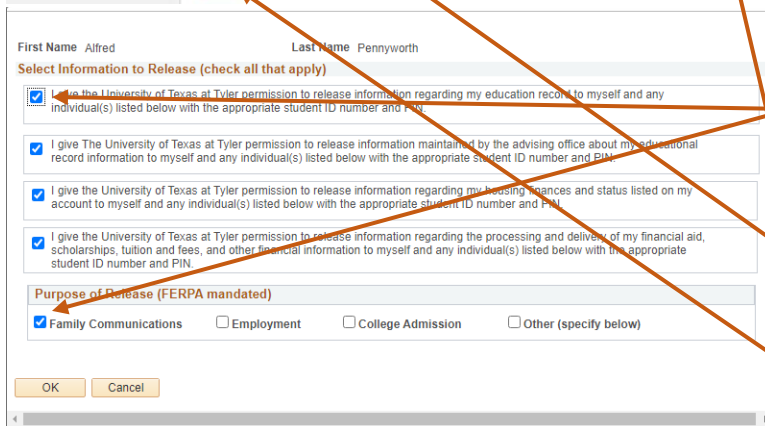 First Name Alfred Last Name Pennyworth
Select Information to Release (check all that apply)
I give the University of Texas at Tyler permission to release information regarding my education record to myself and any
individual(s) listed below with the appropriate student ID number and PIN.
I give The University of Texas at Tyler permission to release information maintained by the advising office about my educational
record information to myself and any individual(s) listed below with the appropriate student ID number and PIN.
I give the University of Texas at Tyler permission to release information regarding my housing finances and status listed on my
account to myself and any individual(s) listed below with the appropriate student ID number and PIN.
I give the University of Texas at Tyler permission to release information regarding the processing and delivery of my financial aid,
scholarships, tuition and fees, and other financial information to myself and any individual(s) listed below with the appropriate
student ID number and PIN.
Purpose of Release (FERPA mandated)
Family Communications Employment College Admission Other (specify below)
OK Cancel